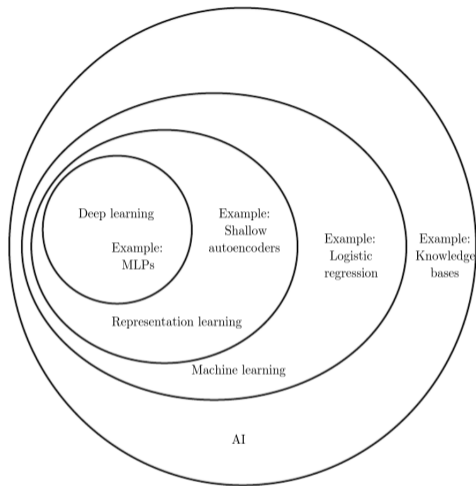 Deep learning
Example:
MLPs
Example:
Shallow
autoencoders
Example:
Logistic
regression
Example:
Knowledge
bases
Representation learning
Machine learning
AI